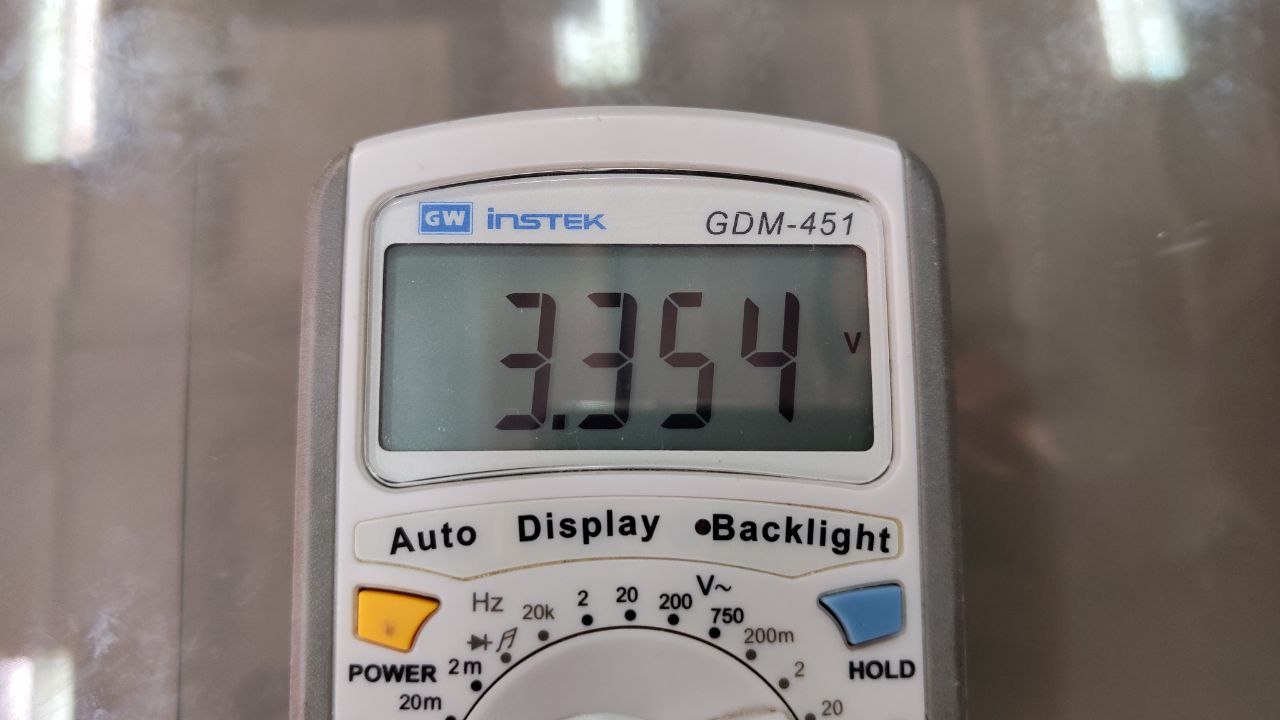 GW INSTEK GDM-451
3.354 V
Auto Display •Backlight
Hz 20k 2 20 200 V~ 750 200m 2 20
POWER 2m HOLD
20m